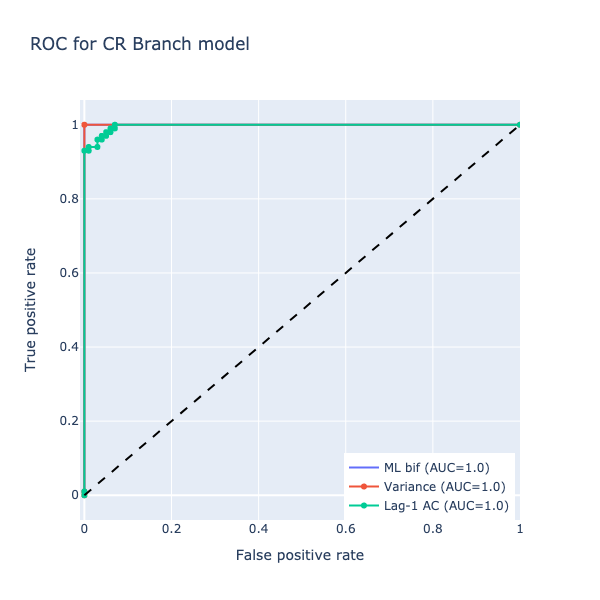 ROC for CR Branch model
True positive rate
1
0.8
0.6
0.4
0.2
0
0 0.2 0.4 0.6 0.8 1
False positive rate
ML bif (AUC=1.0)
Variance (AUC=1.0)
Lag-1 AC (AUC=1.0)